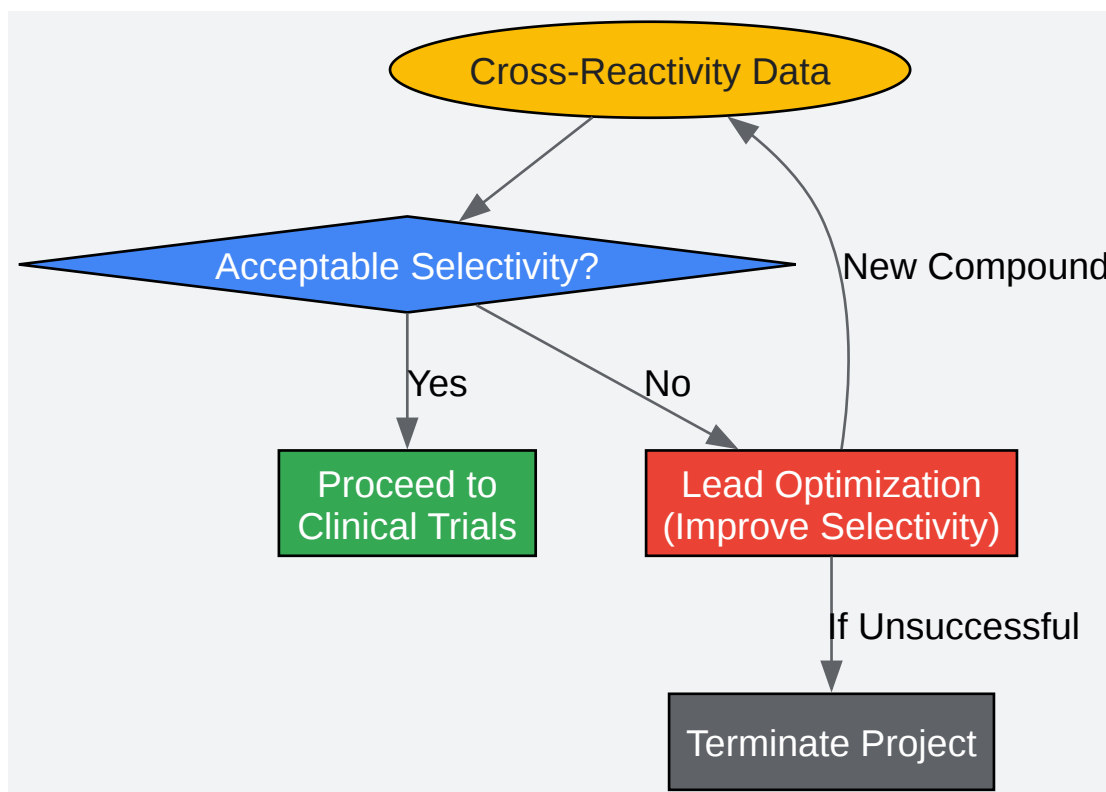 Cross-Reactivity Data
Acceptable Selectivity?
New Compound
Yes
No
Proceed to
Clinical Trials
Lead Optimization
(Improve Selectivity)
If Unsuccessful
Terminate Project